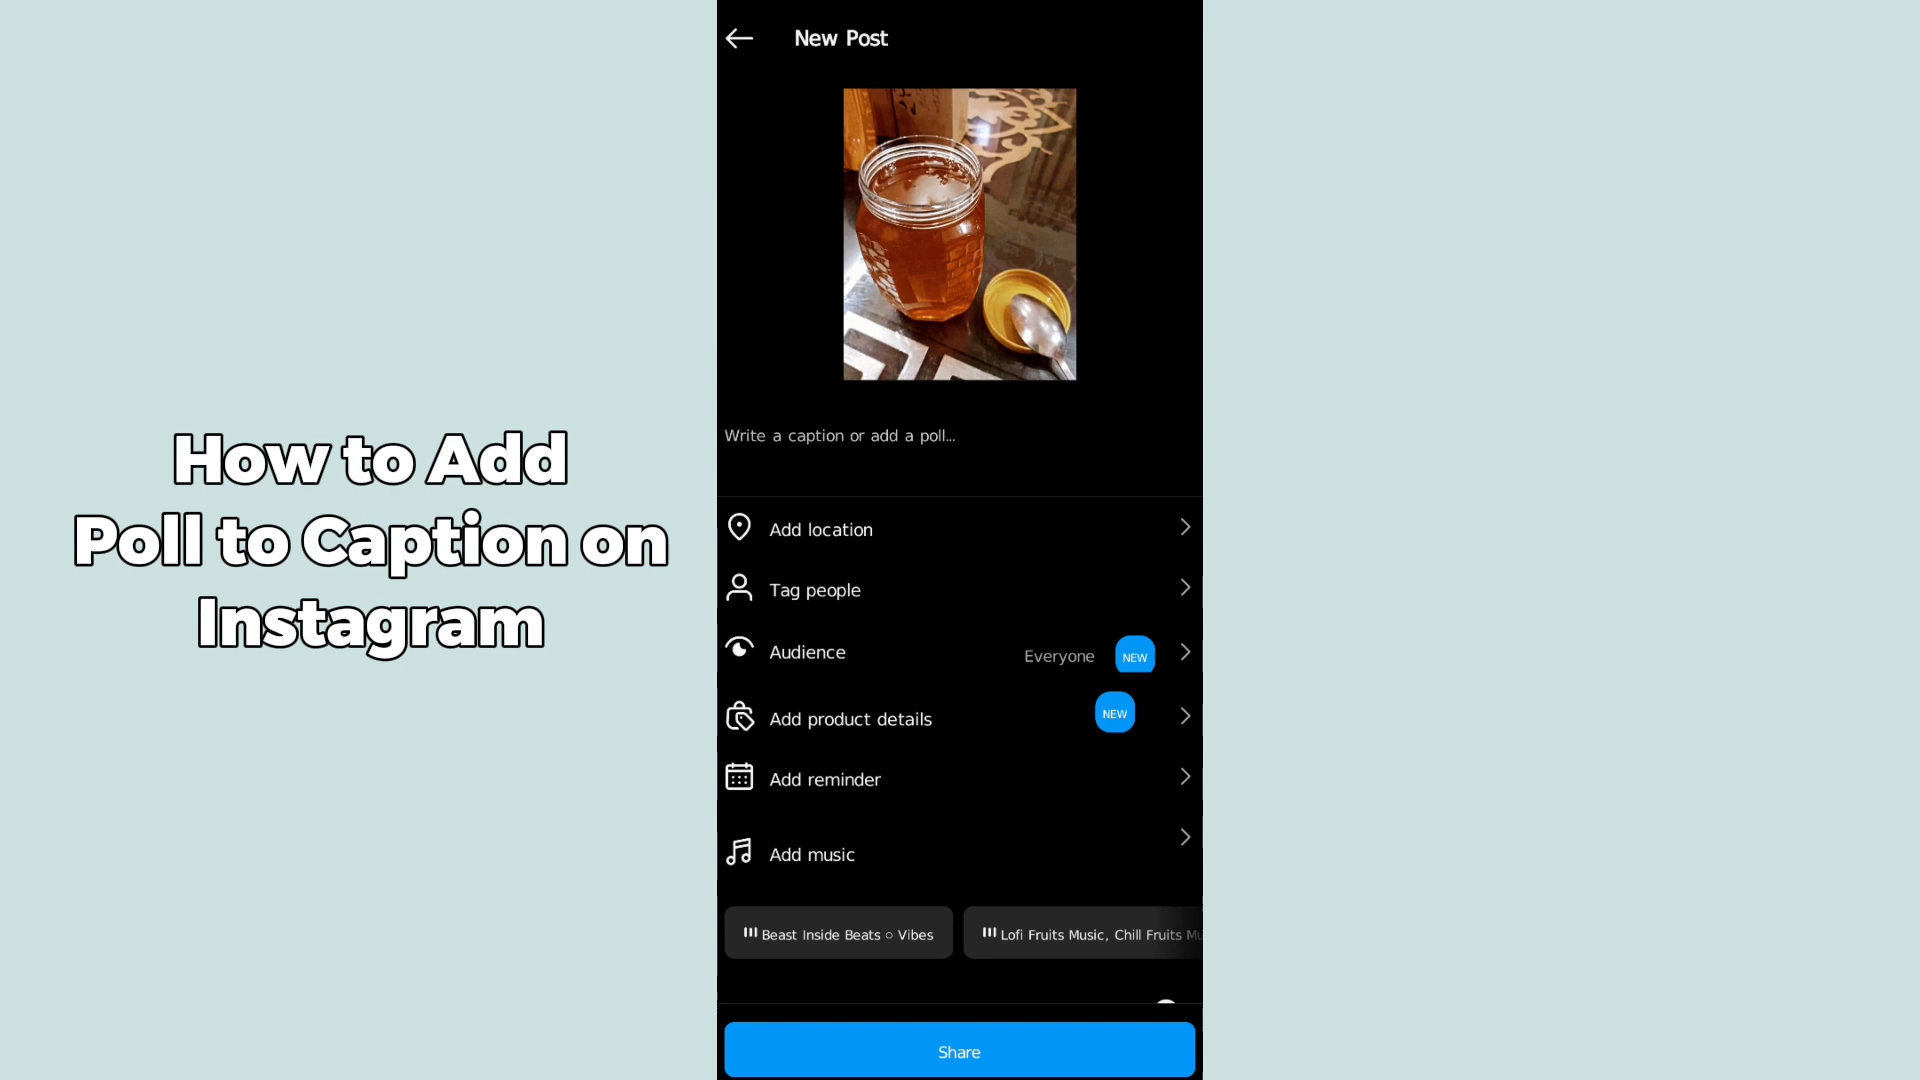 How to Add
Poll to Caption on
Instagram
New Post
Write a caption or add a poll...
Add location
Tag people
Audience
Everyone
NEW
Add product details
NEW
Add reminder
Add music
Beast Inside Beats ○ Vibes
Lofi Fruits Music, Chill Fruits Mu
Share